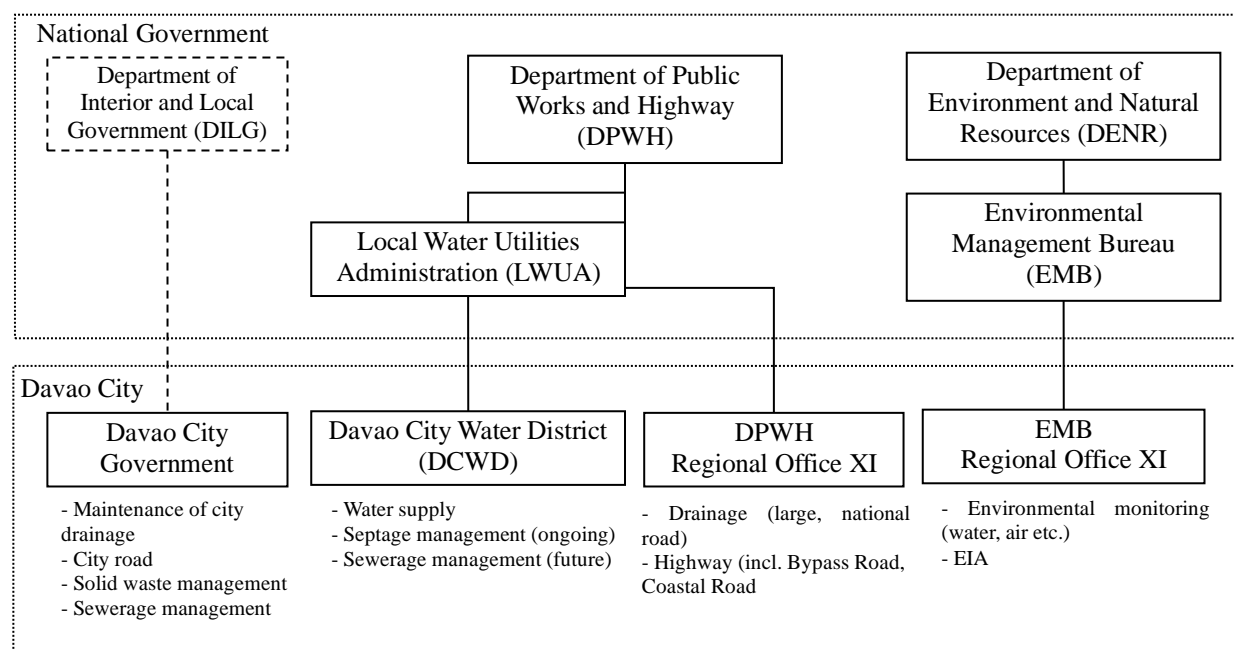 National Government
Department of
Interior and Local
Government (DILG)
Department of Public
Works and Highway
(DPWH)
Department of
Environment and Natural
Resources (DENR)
Local Water Utilities
Administration (LWUA)
Environmental
Management Bureau
(EMB)
Davao City
Davao City
Government
- Maintenance of city
drainage
- City road
- Solid waste management
- Sewerage management
Davao City Water District
(DCWD)
- Water supply
- Septage management (ongoing)
- Sewerage management (future)
DPWH
Regional Office XI
- Drainage (large, national
road)
- Highway (incl. Bypass Road,
Coastal Road
EMB
Regional Office XI
- Environmental monitoring
(water, air etc.)
- EIA